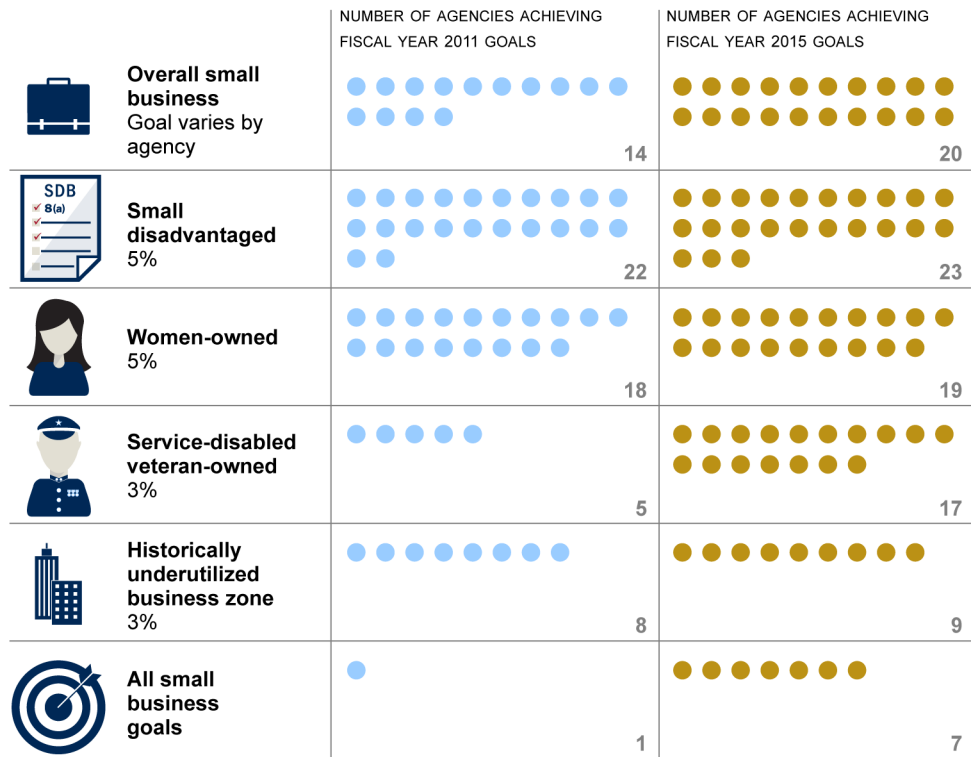 NUMBER OF AGENCIES ACHIEVING
FISCAL YEAR 2011 GOALS
NUMBER OF AGENCIES ACHIEVING
FISCAL YEAR 2015 GOALS
Overall small
business
Goal varies by
agency
14
20
SDB
8(a)
Small
disadvantaged
5%
22
23
Women-owned
5%
18
19
Service-disabled
veteran-owned
3%
5
17
Historically
underutilized
business zone
3%
8
9
All small
business
goals
1
7